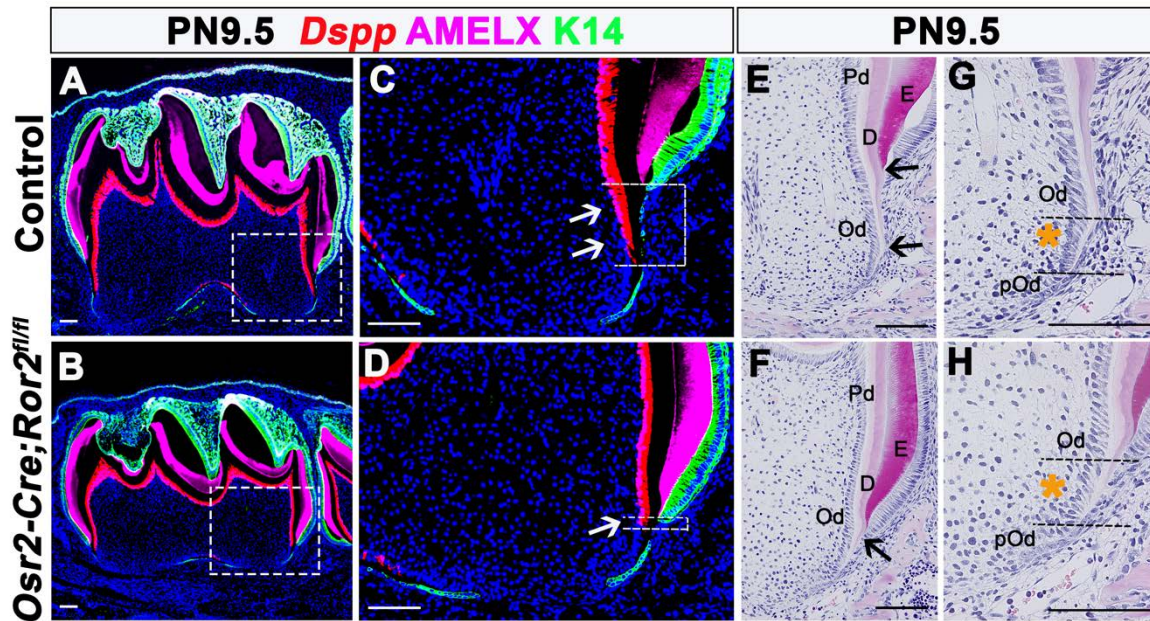 PN9.5 Dspp AMELX K14
PN9.5
Control
Osr2-Cre;Ror2fl/fl
A
C
E
Pd
E
D
Od
G
Od
*
pOd
B
D
F
Pd
E
D
Od
H
Od
*
pOd